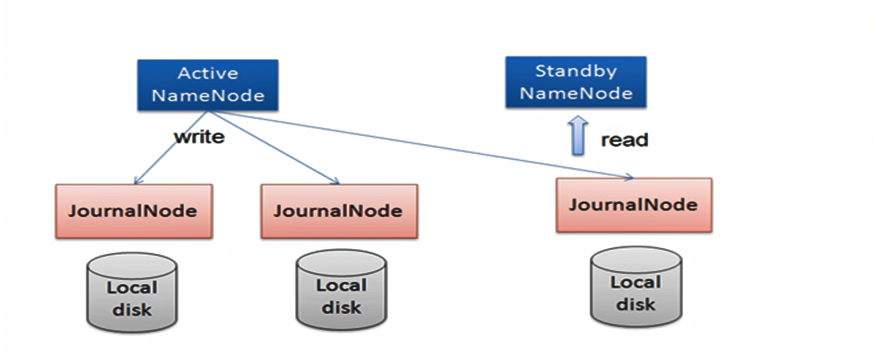 Active
NameNode
Standby
NameNode
write
read
JournalNode
JournalNode
JournalNode
Local
disk
Local
disk
Local
disk